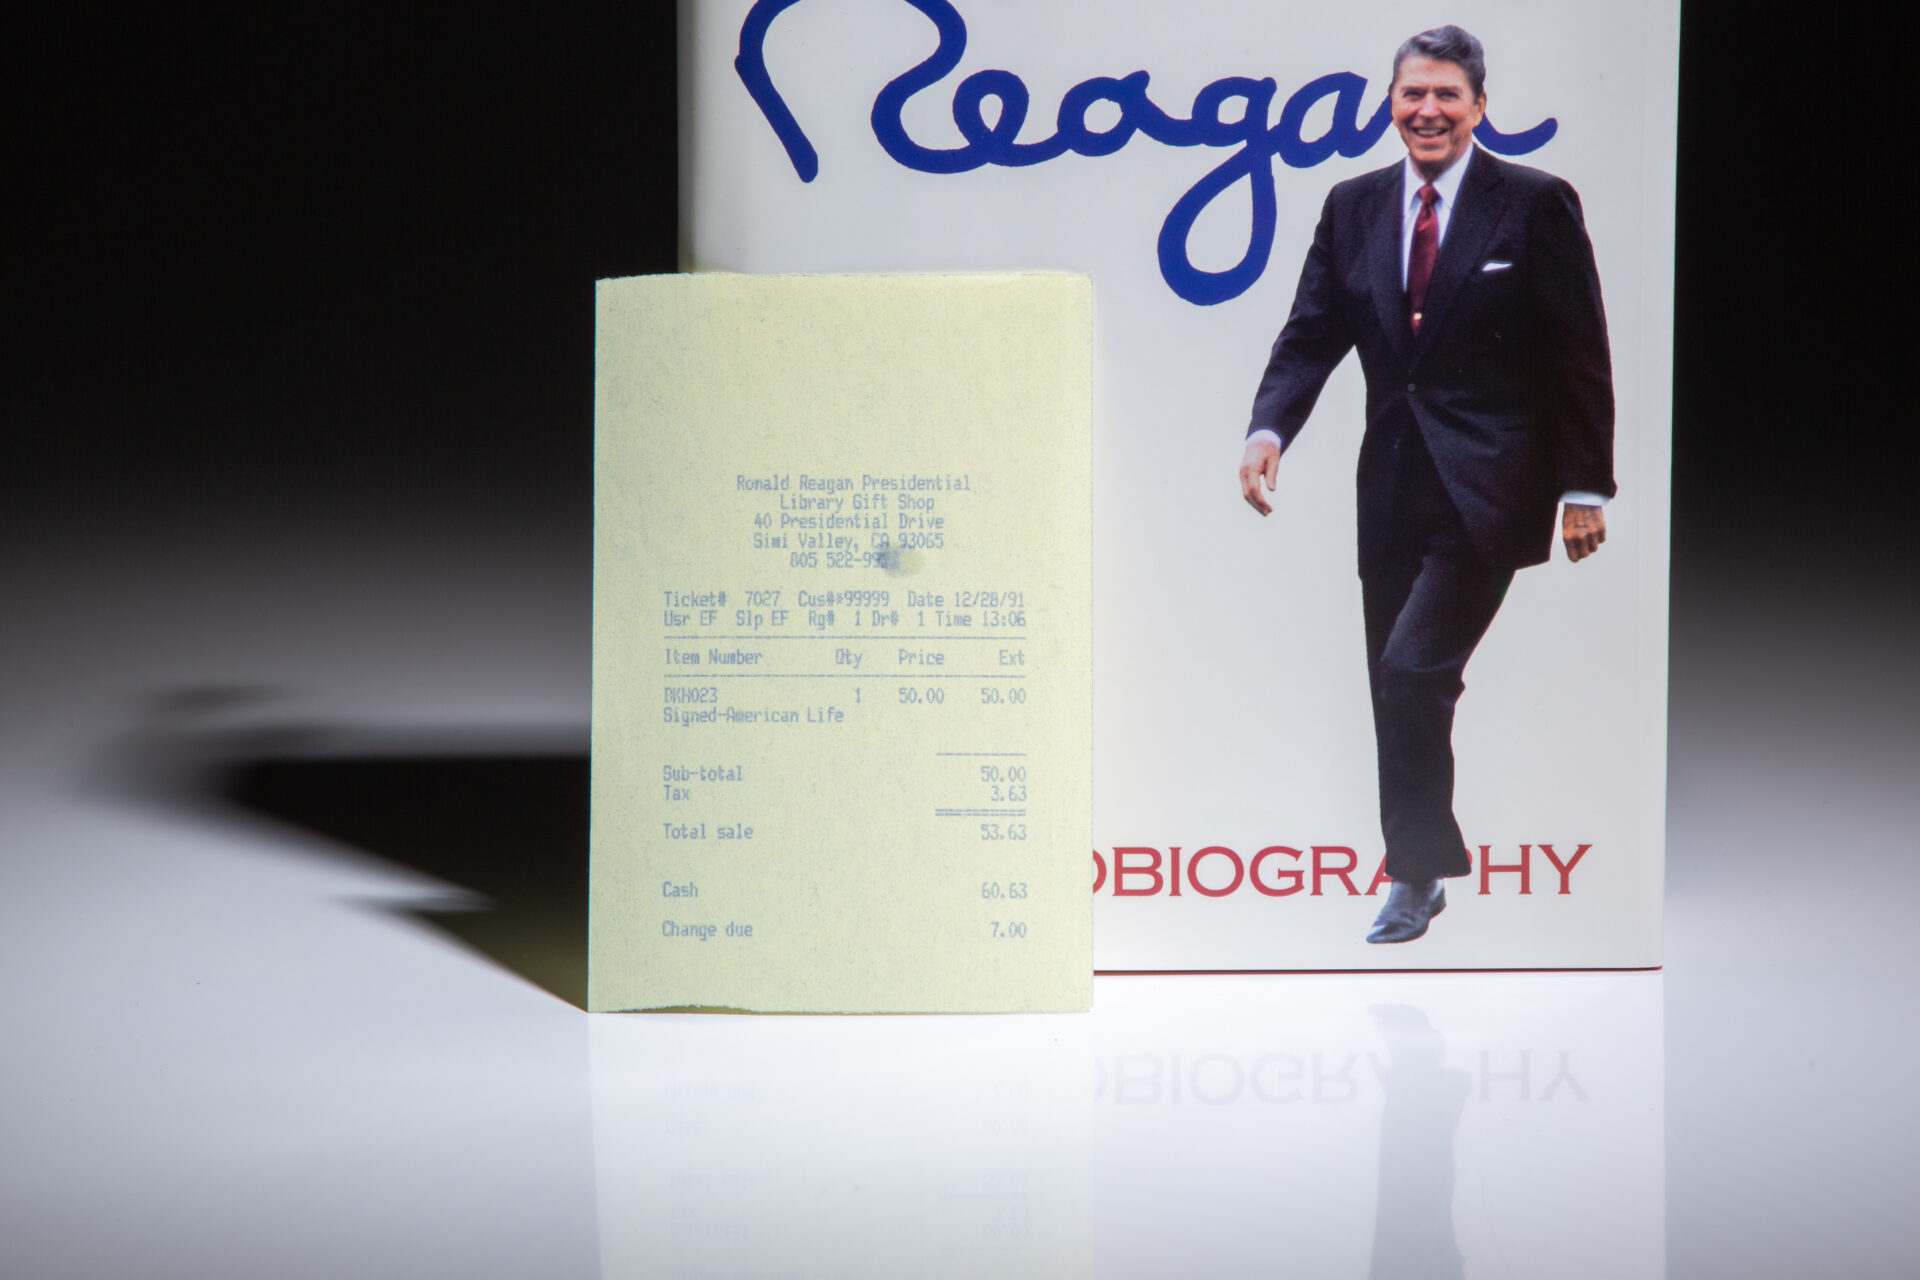 Reagan
Ronald Reagan Presidential
Library Gift Shop
40 Presidential Drive
Simi Valley, CA 93065
805 522-99
Ticket# 7027 Cus#*99999 Date 12/28/91
Usr EF Slp EF Rg# 1 Dr# 1 Time 13:06
Item Number Qty Price Ext
BKH023 1 50.00 50.00
Signed-American Life
Sub-total 50.00
Tax 3.63
Total sale 53.63
Cash 60.63
Change due 7.00
OBIOGRAPHY